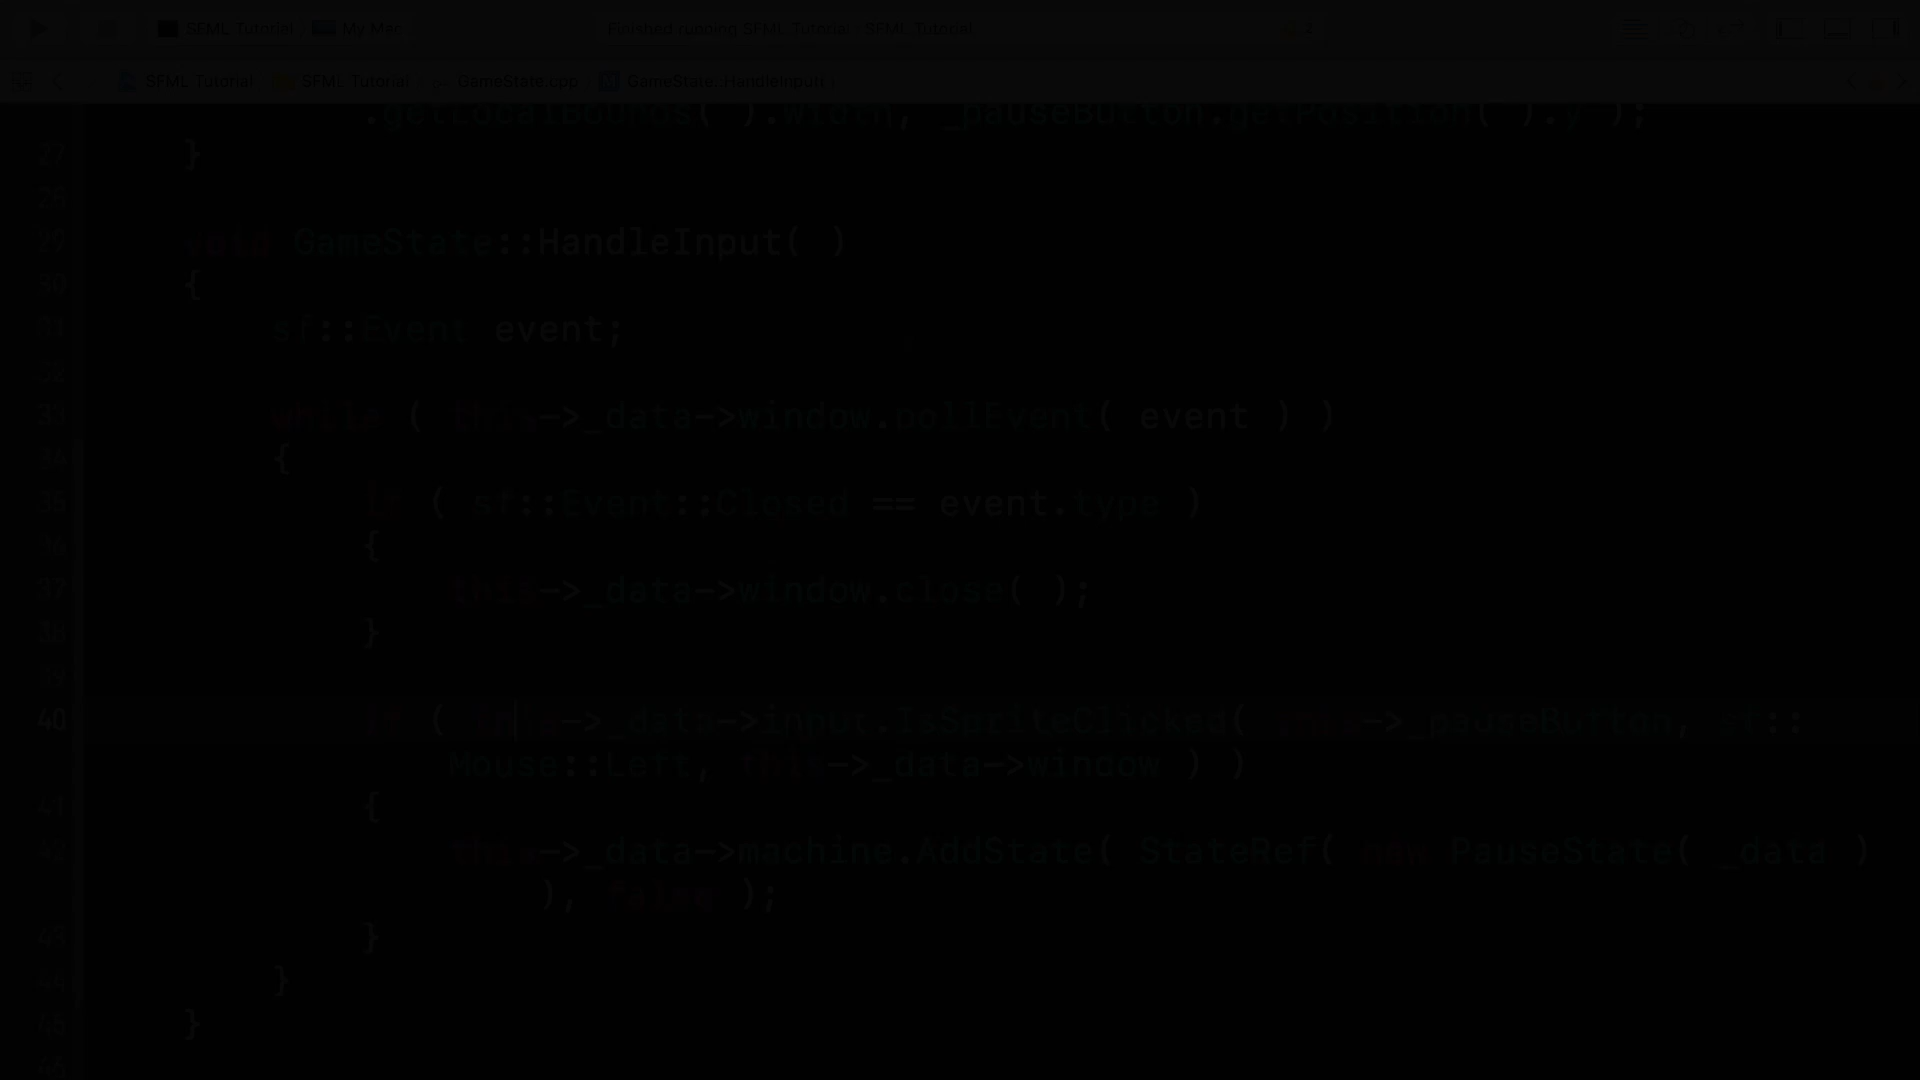 SFML Tutorial My Mac Finished running SFML Tutorial : SFML Tutorial 2
SFML Tutorial SFML Tutorial GameState.cpp M GameState::HandleInput()
.getLocalBounds( ).width, _pauseButton.getPosition( ).y );
27 }
28
29 void GameState::HandleInput( )
30 {
31 sf::Event event;
32
33 while ( this->_data->window.pollEvent( event ) )
34 {
35 if ( sf::Event::Closed == event.type )
36 {
37 this->_data->window.close( );
38 }
39
40 if ( this->_data->input.IsSpriteClicked( this->_pauseButton, sf::
Mouse::Left, this->_data->window ) )
41 {
42 this->_data->machine.AddState( StateRef( new PauseState( _data )
), false );
43 }
44 }
45 }
46